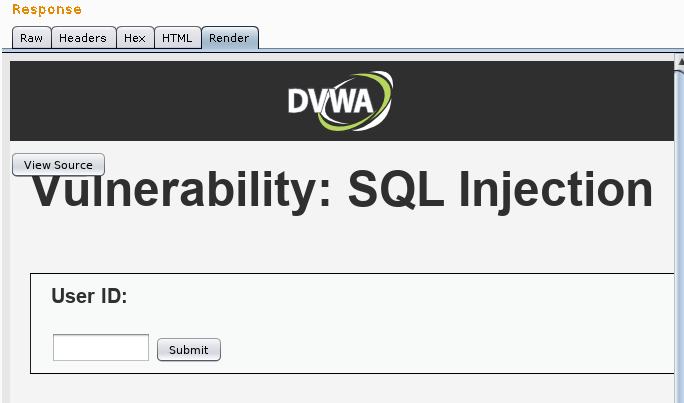 Response
Raw Headers Hex HTML Render
DVWA
View Source
Vulnerability: SQL Injection
User ID:
Submit